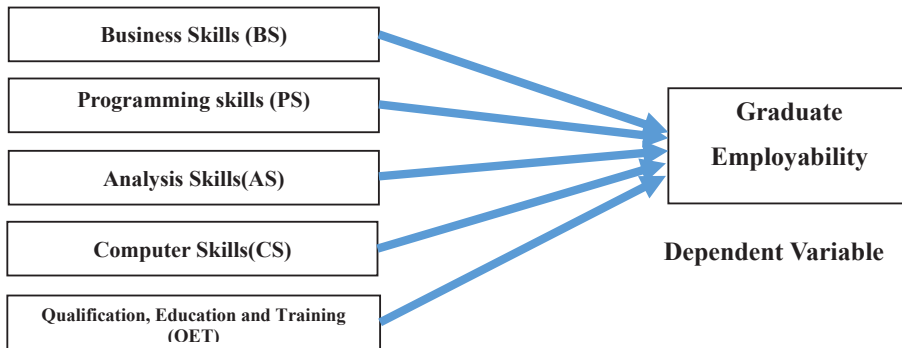 Business Skills (BS)
Programming skills (PS)
Analysis Skills(AS)
Computer Skills(CS)
Qualification, Education and Training
(OET)
Graduate
Employability
Dependent Variable